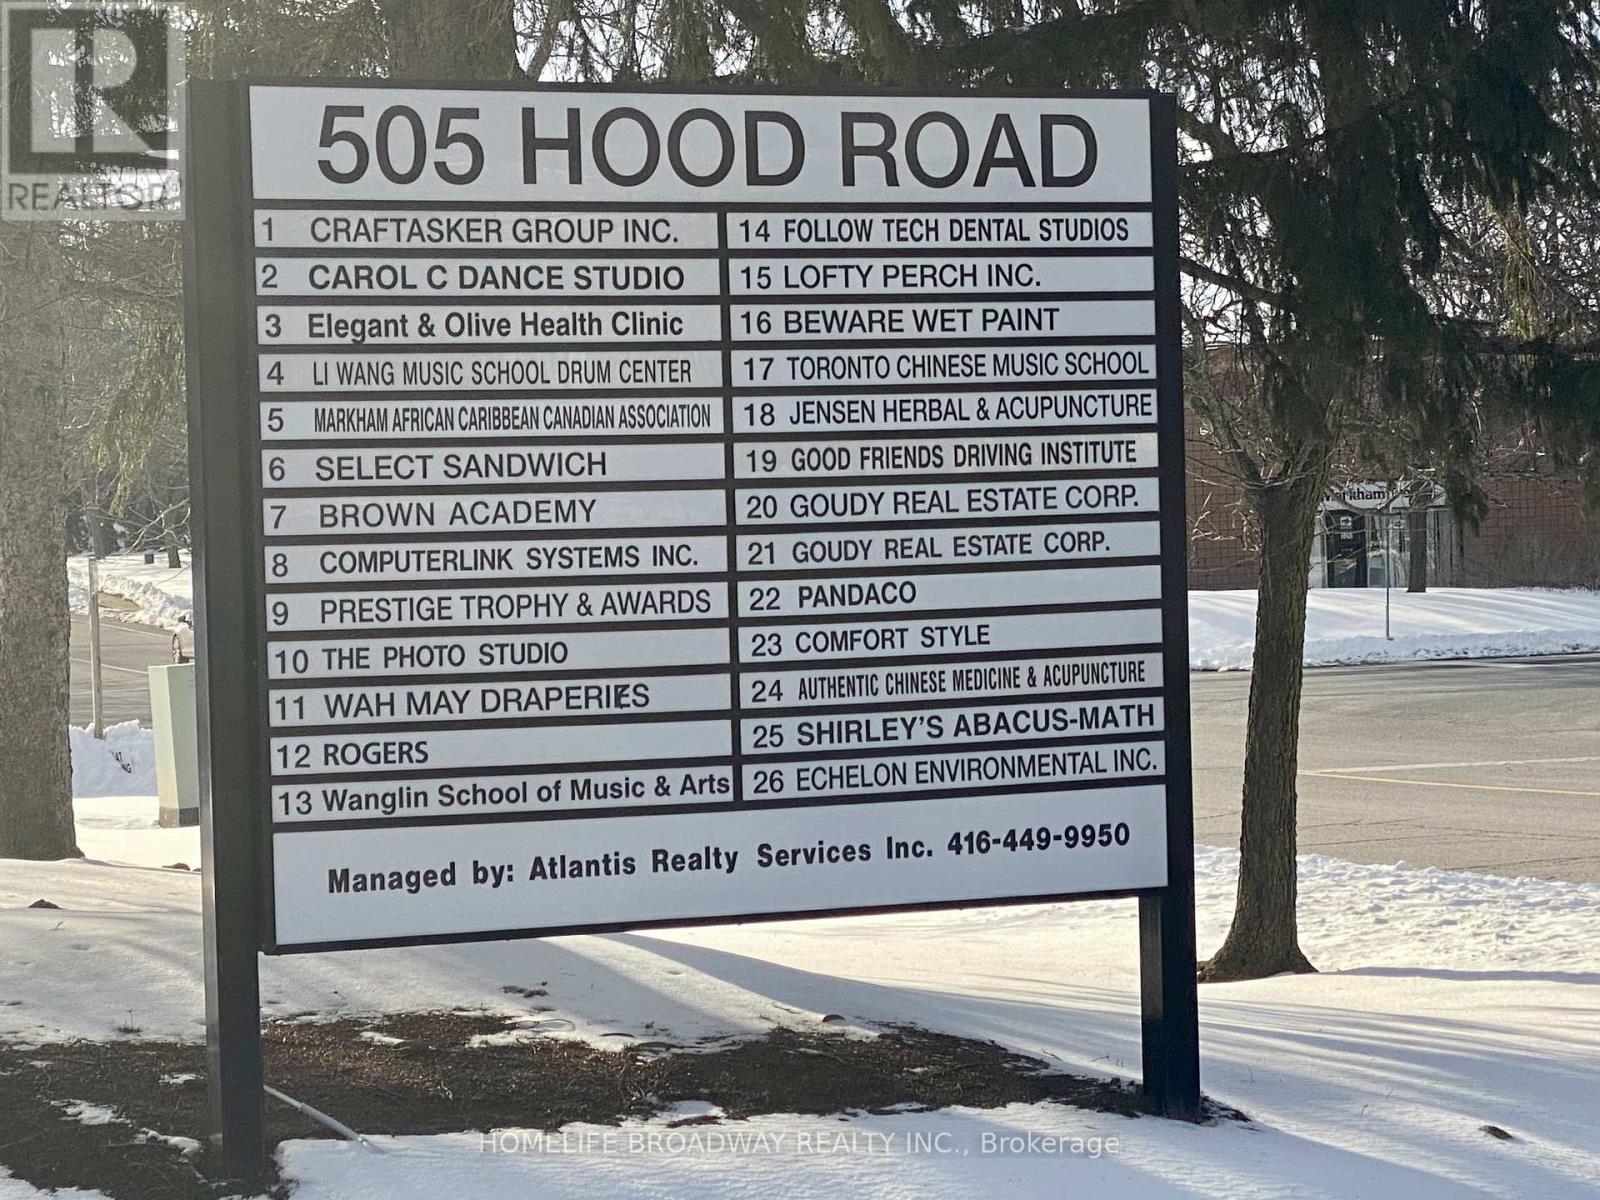 REALTOR®
505 HOOD ROAD
1 CRAFTASKER GROUP INC.
2 CAROL C DANCE STUDIO
3 Elegant & Olive Health Clinic
4 LI WANG MUSIC SCHOOL DRUM CENTER
5 MARKHAM AFRICAN CARIBBEAN CANADIAN ASSOCIATION
6 SELECT SANDWICH
7 BROWN ACADEMY
8 COMPUTERLINK SYSTEMS INC.
9 PRESTIGE TROPHY & AWARDS
10 THE PHOTO STUDIO
11 WAH MAY DRAPERIES
12 ROGERS
13 Wanglin School of Music & Arts
14 FOLLOW TECH DENTAL STUDIOS
15 LOFTY PERCH INC.
16 BEWARE WET PAINT
17 TORONTO CHINESE MUSIC SCHOOL
18 JENSEN HERBAL & ACUPUNCTURE
19 GOOD FRIENDS DRIVING INSTITUTE
20 GOUDY REAL ESTATE CORP.
21 GOUDY REAL ESTATE CORP.
22 PANDACO
23 COMFORT STYLE
24 AUTHENTIC CHINESE MEDICINE & ACUPUNCTURE
25 SHIRLEY'S ABACUS-MATH
26 ECHELON ENVIRONMENTAL INC.
Managed by: Atlantis Realty Services Inc. 416-449-9950
HOMELIFE BROADWAY REALTY INC., Brokerage